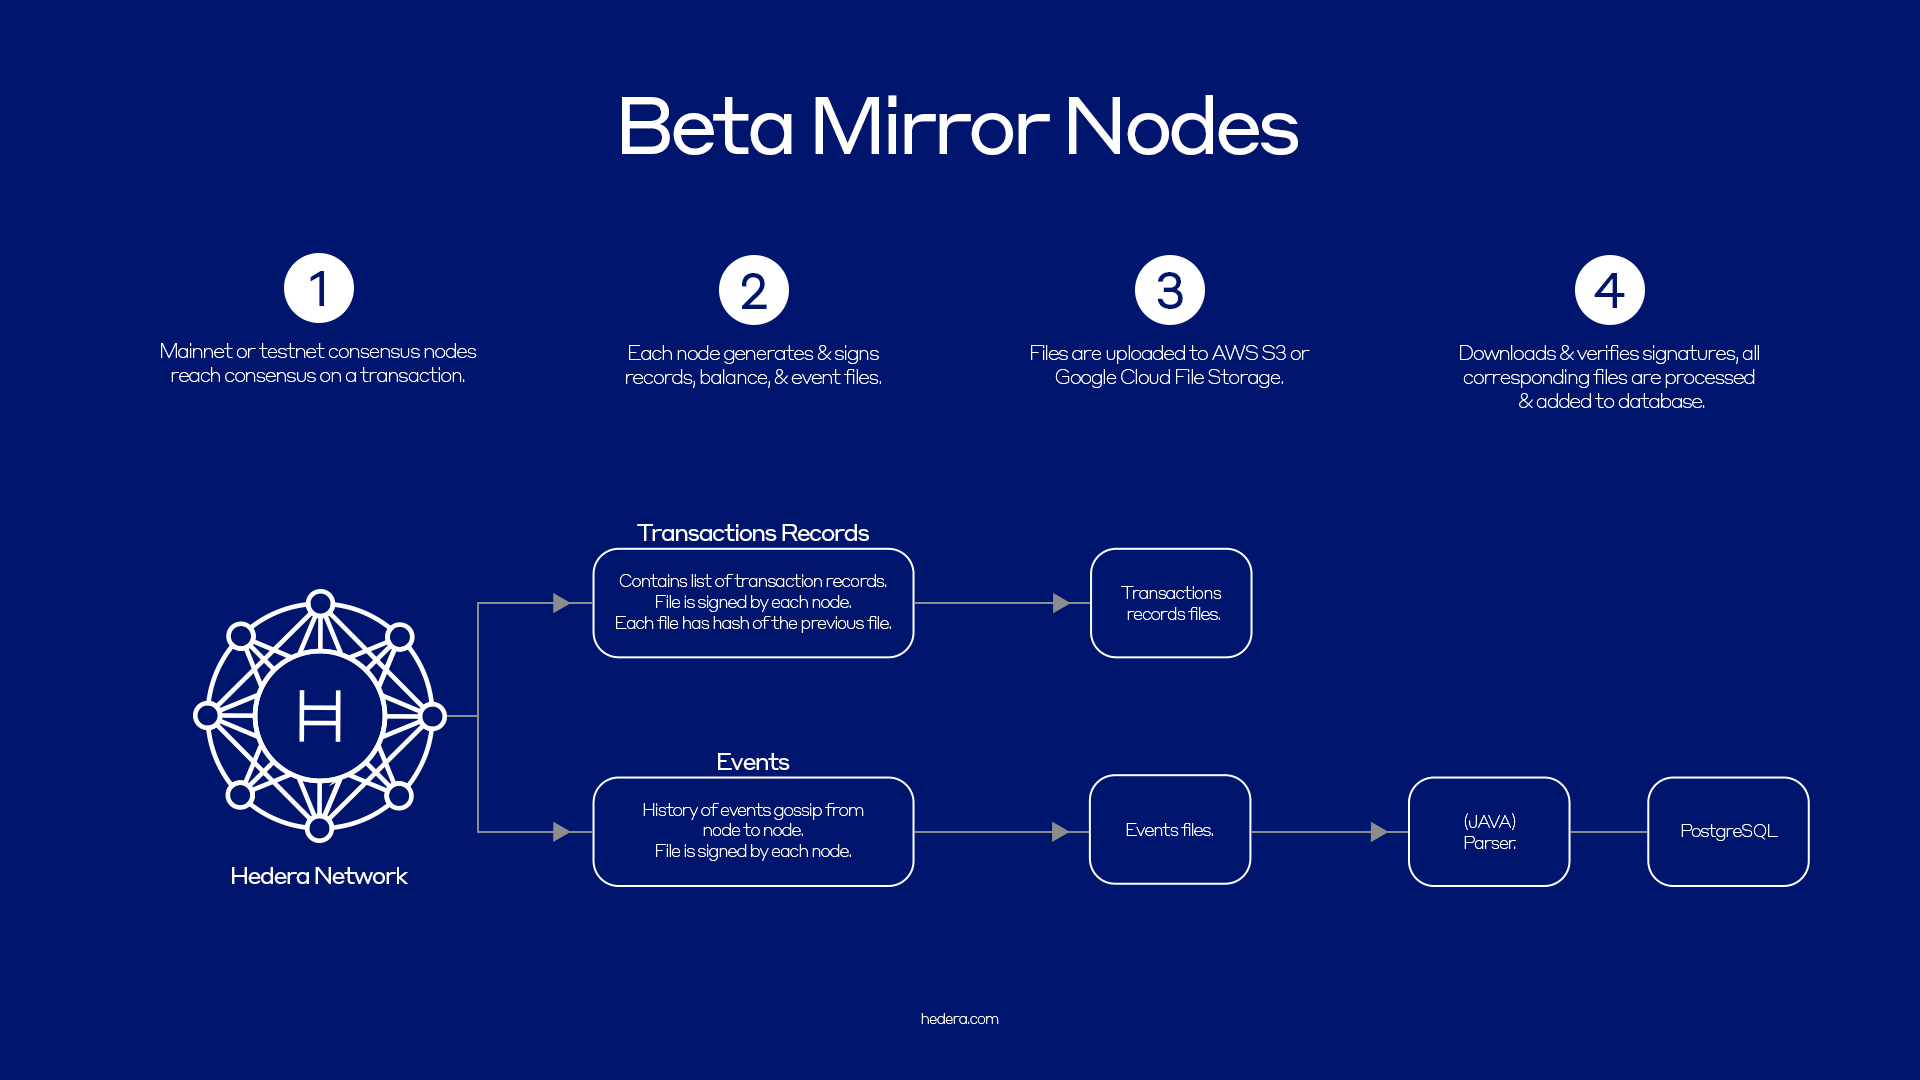 Beta Mirror Nodes
1
Mainnet or testnet consensus nodes
reach consensus on a transaction.
2
Each node generates & signs
records, balance, & event files.
3
Files are uploaded to AWS S3 or
Google Cloud File Storage.
4
Downloads & verifies signatures, all
corresponding files are processed
& added to database.
Transactions Records
Contains list of transaction records.
File is signed by each node.
Each file has hash of the previous file.
Transactions
records files.
H
Hedera Network
Events
History of events gossip from
node to node.
File is signed by each node.
Events files.
(JAVA)
Parser.
PostgreSQL
hedera.com